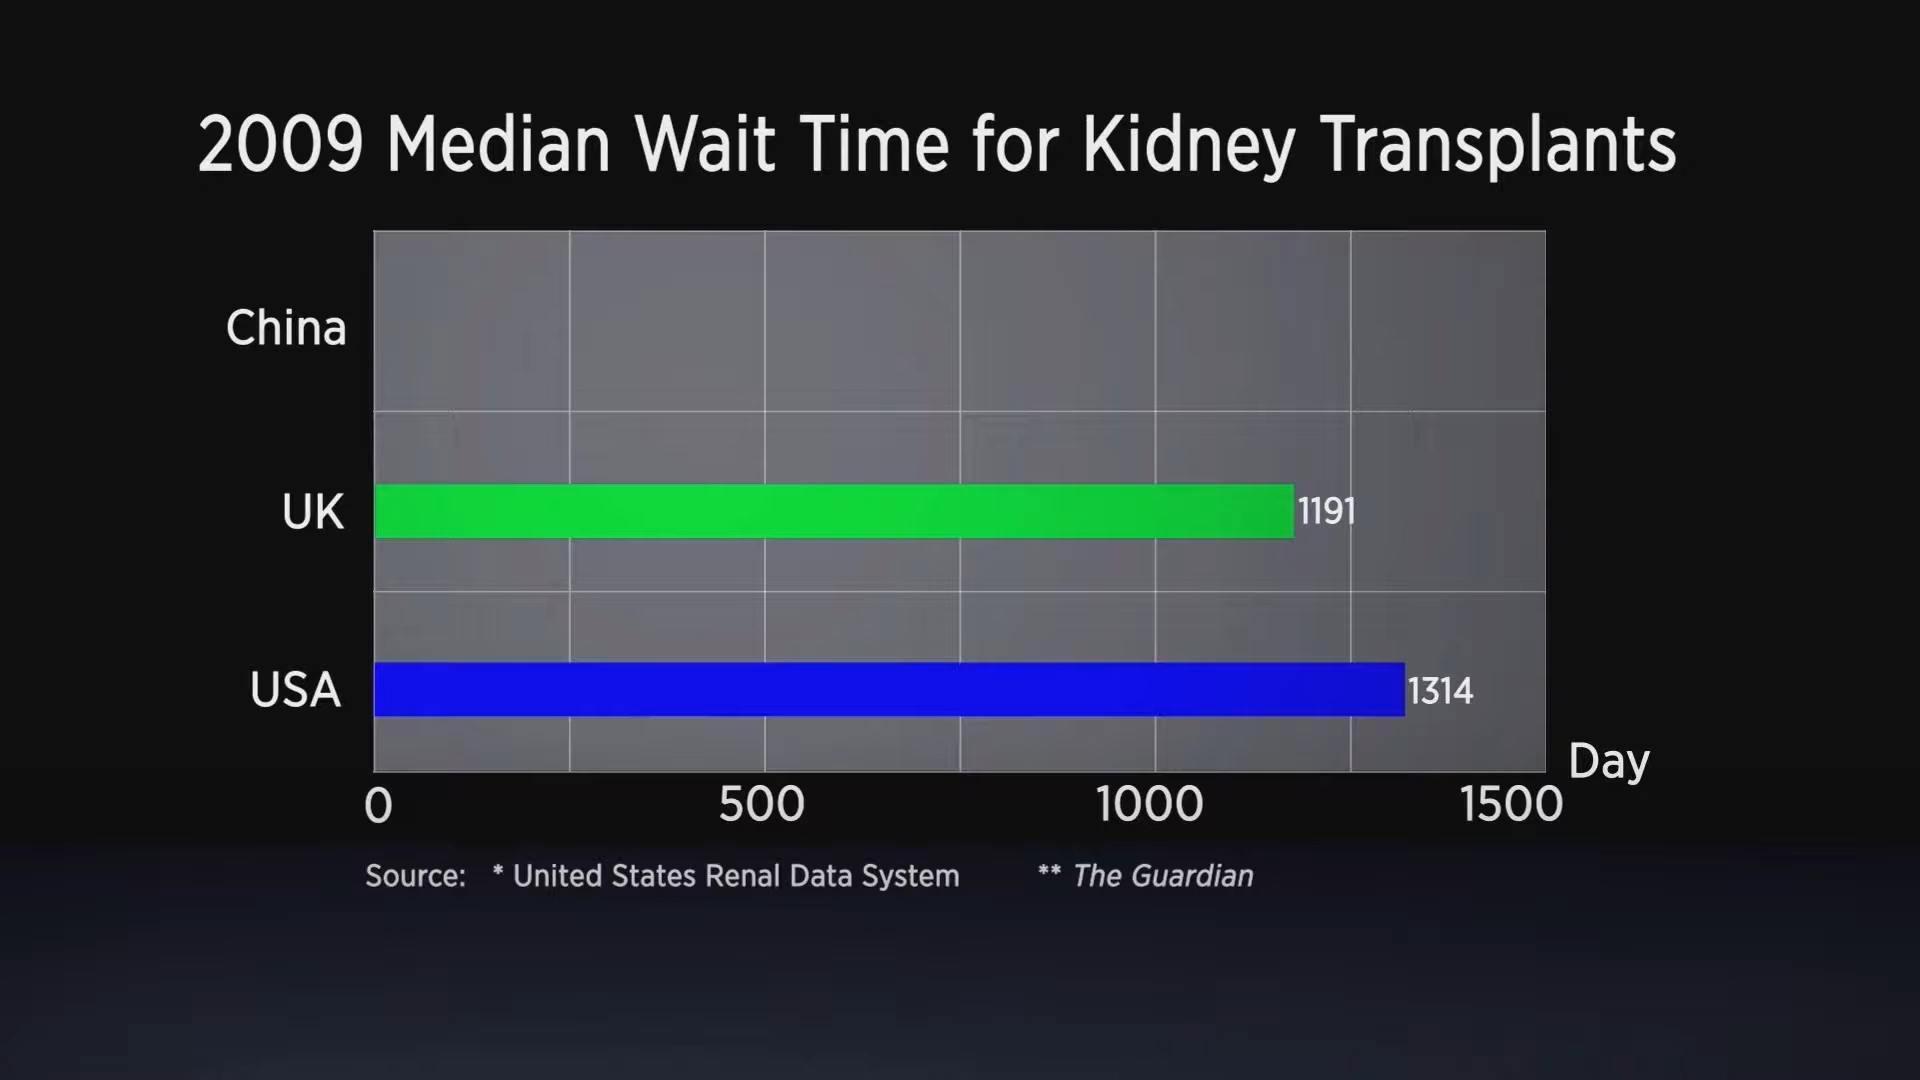 2009 Median Wait Time for Kidney Transplants
China
UK 1191
USA 1314
Day
0 500 1000 1500
Source: * United States Renal Data System ** The Guardian